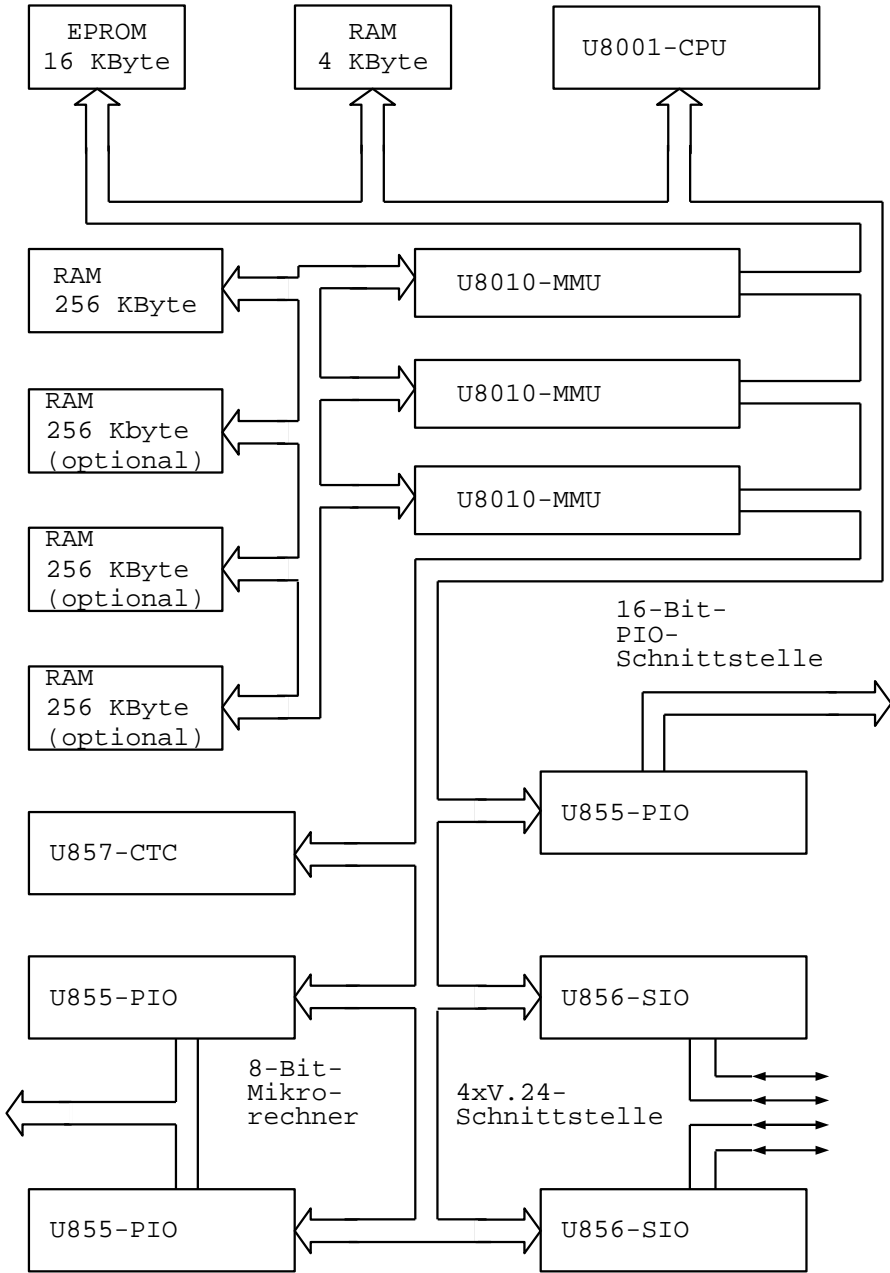 EPROM
16 KByte
RAM
4 KByte
U8001-CPU
RAM
256 KByte
U8010-MMU
RAM
256 Kbyte
(optional)
U8010-MMU
U8010-MMU
RAM
256 KByte
(optional)
16-Bit-
PIO-
Schnittstelle
RAM
256 KByte
(optional)
U855-PIO
U857-CTC
U855-PIO
U856-SIO
8-Bit-
Mikro-
rechner
4xV.24-
Schnittstelle
U855-PIO
U856-SIO